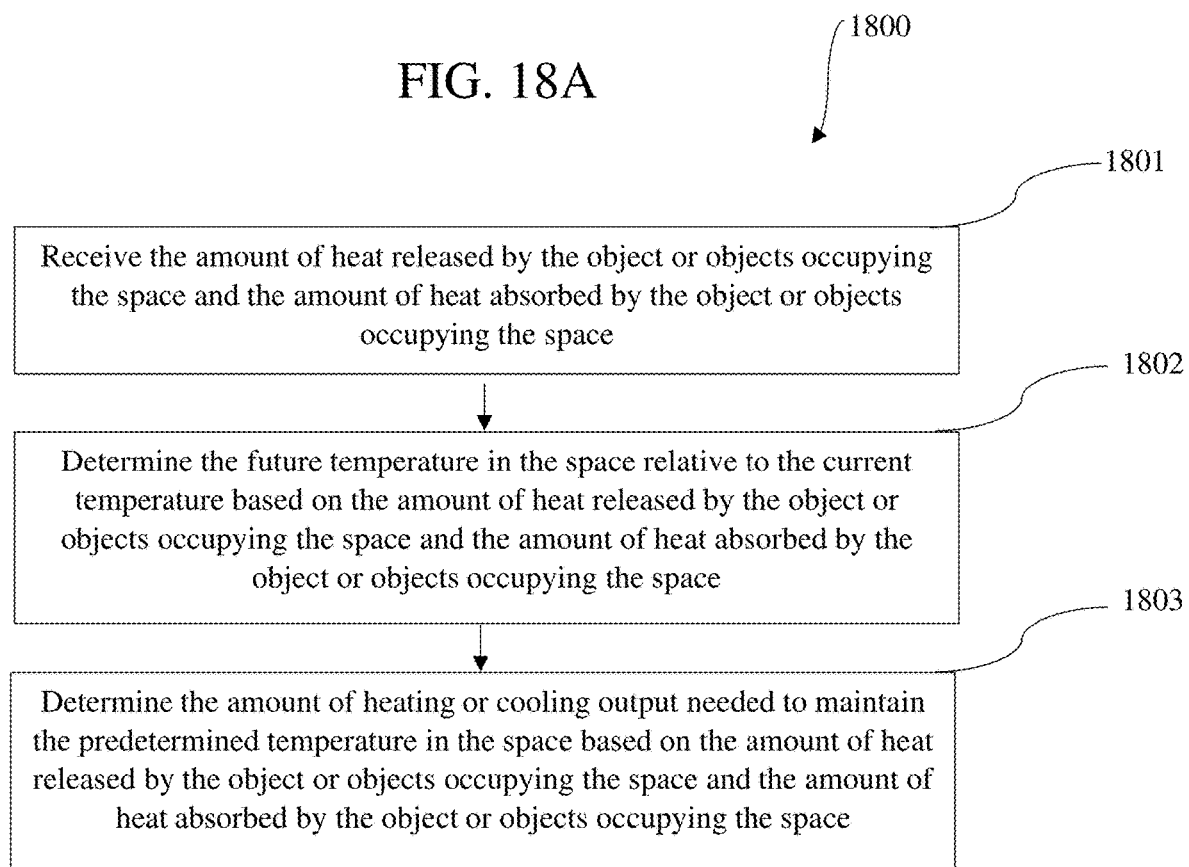 1800
FIG. 18A
1801
Receive the amount of heat released by the object or objects occupying
the space and the amount of heat absorbed by the object or objects
occupying the space
1802
Determine the future temperature in the space relative to the current
temperature based on the amount of heat released by the object or
objects occupying the space and the amount of heat absorbed by the
object or objects occupying the space
1803
Determine the amount of heating or cooling output needed to maintain
the predetermined temperature in the space based on the amount of heat
released by the object or objects occupying the space and the amount of
heat absorbed by the object or objects occupying the space